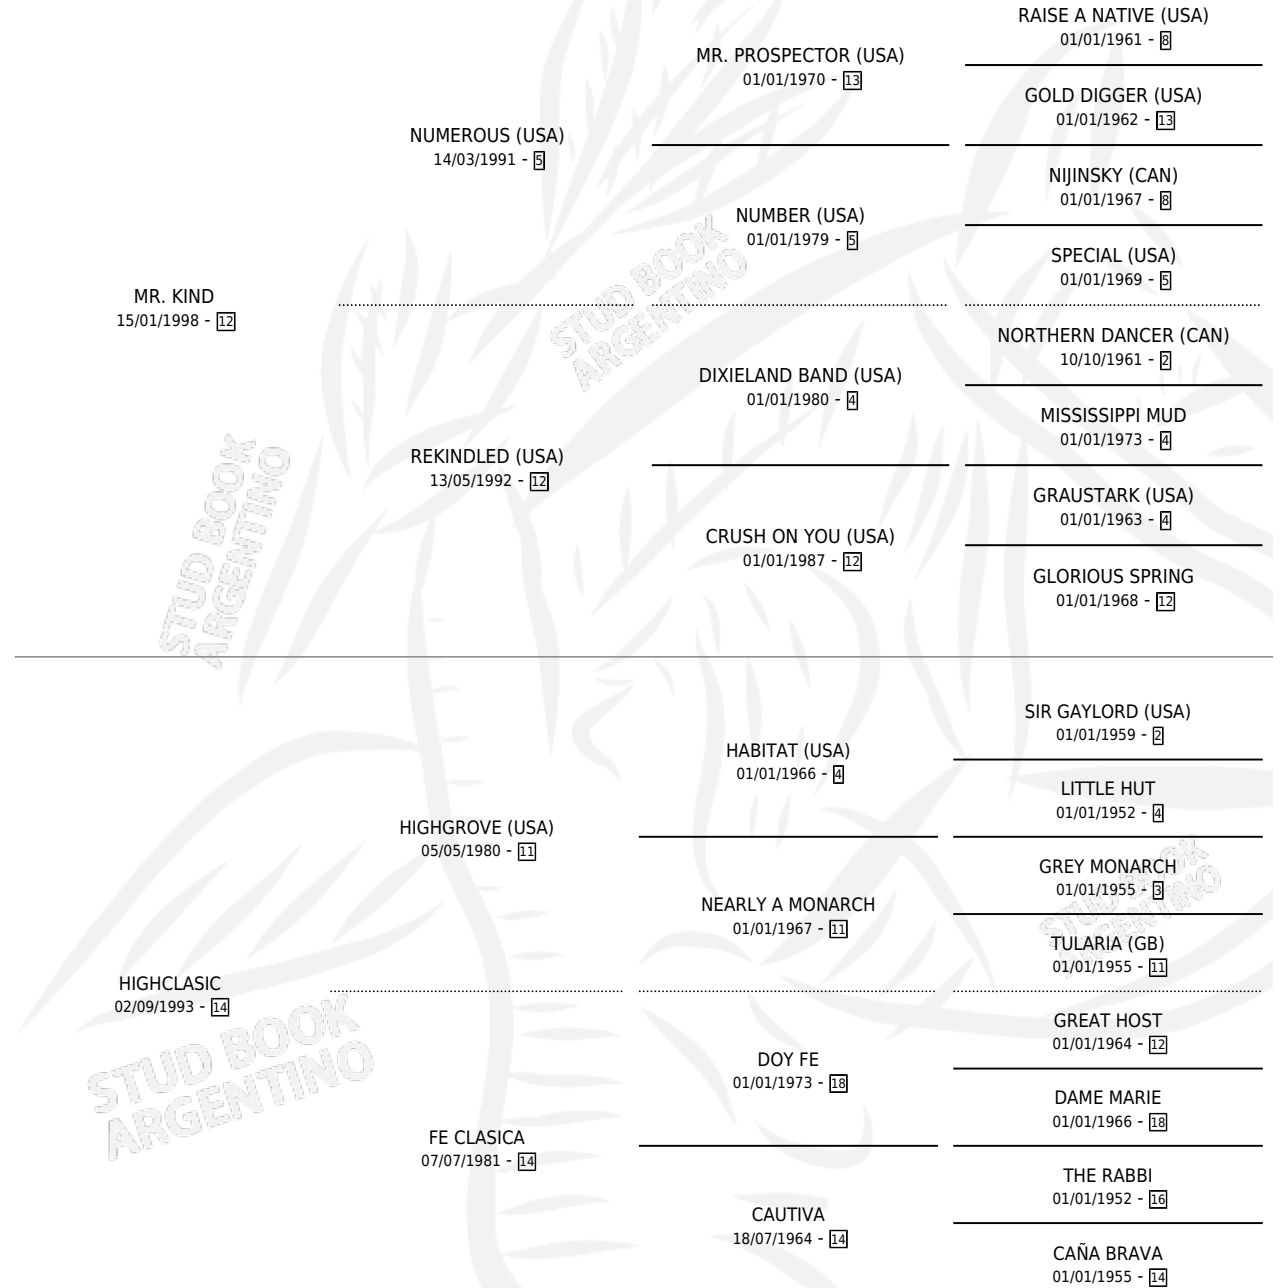 RAISE A NATIVE (USA)
01/01/1961 - 8
MR. PROSPECTOR (USA)
01/01/1970 - 13
GOLD DIGGER (USA)
01/01/1962 - 13
NUMEROUS (USA)
14/03/1991 - 5
NIJINSKY (CAN)
01/01/1967 - 8
NUMBER (USA)
01/01/1979 - 5
SPECIAL (USA)
01/01/1969 - 5
MR. KIND
15/01/1998 - 12
NORTHERN DANCER (CAN)
10/10/1961 - 2
DIXIELAND BAND (USA)
01/01/1980 - 4
MISSISSIPPI MUD
01/01/1973 - 4
REKINDLED (USA)
13/05/1992 - 12
GRAUSTARK (USA)
01/01/1963 - 4
CRUSH ON YOU (USA)
01/01/1987 - 12
GLORIOUS SPRING
01/01/1968 - 12
STUD BOOK
ARGENTINO
STUD BOOK
ARGENTINO
SIR GAYLORD (USA)
01/01/1959 - 2
HABITAT (USA)
01/01/1966 - 4
LITTLE HUT
01/01/1952 - 4
HIGHGROVE (USA)
05/05/1980 - 11
GREY MONARCH
01/01/1955 - 3
NEARLY A MONARCH
01/01/1967 - 11
TULARIA (GB)
01/01/1955 - 11
STUD BOOK
ARGENTINO
HIGHCLASIC
02/09/1993 - 14
GREAT HOST
01/01/1964 - 12
DOY FE
01/01/1973 - 18
DAME MARIE
01/01/1966 - 18
FE CLASICA
07/07/1981 - 14
THE RABBI
01/01/1952 - 16
CAUTIVA
18/07/1964 - 14
CAÑA BRAVA
01/01/1955 - 14
STUD BOOK
ARGENTINO